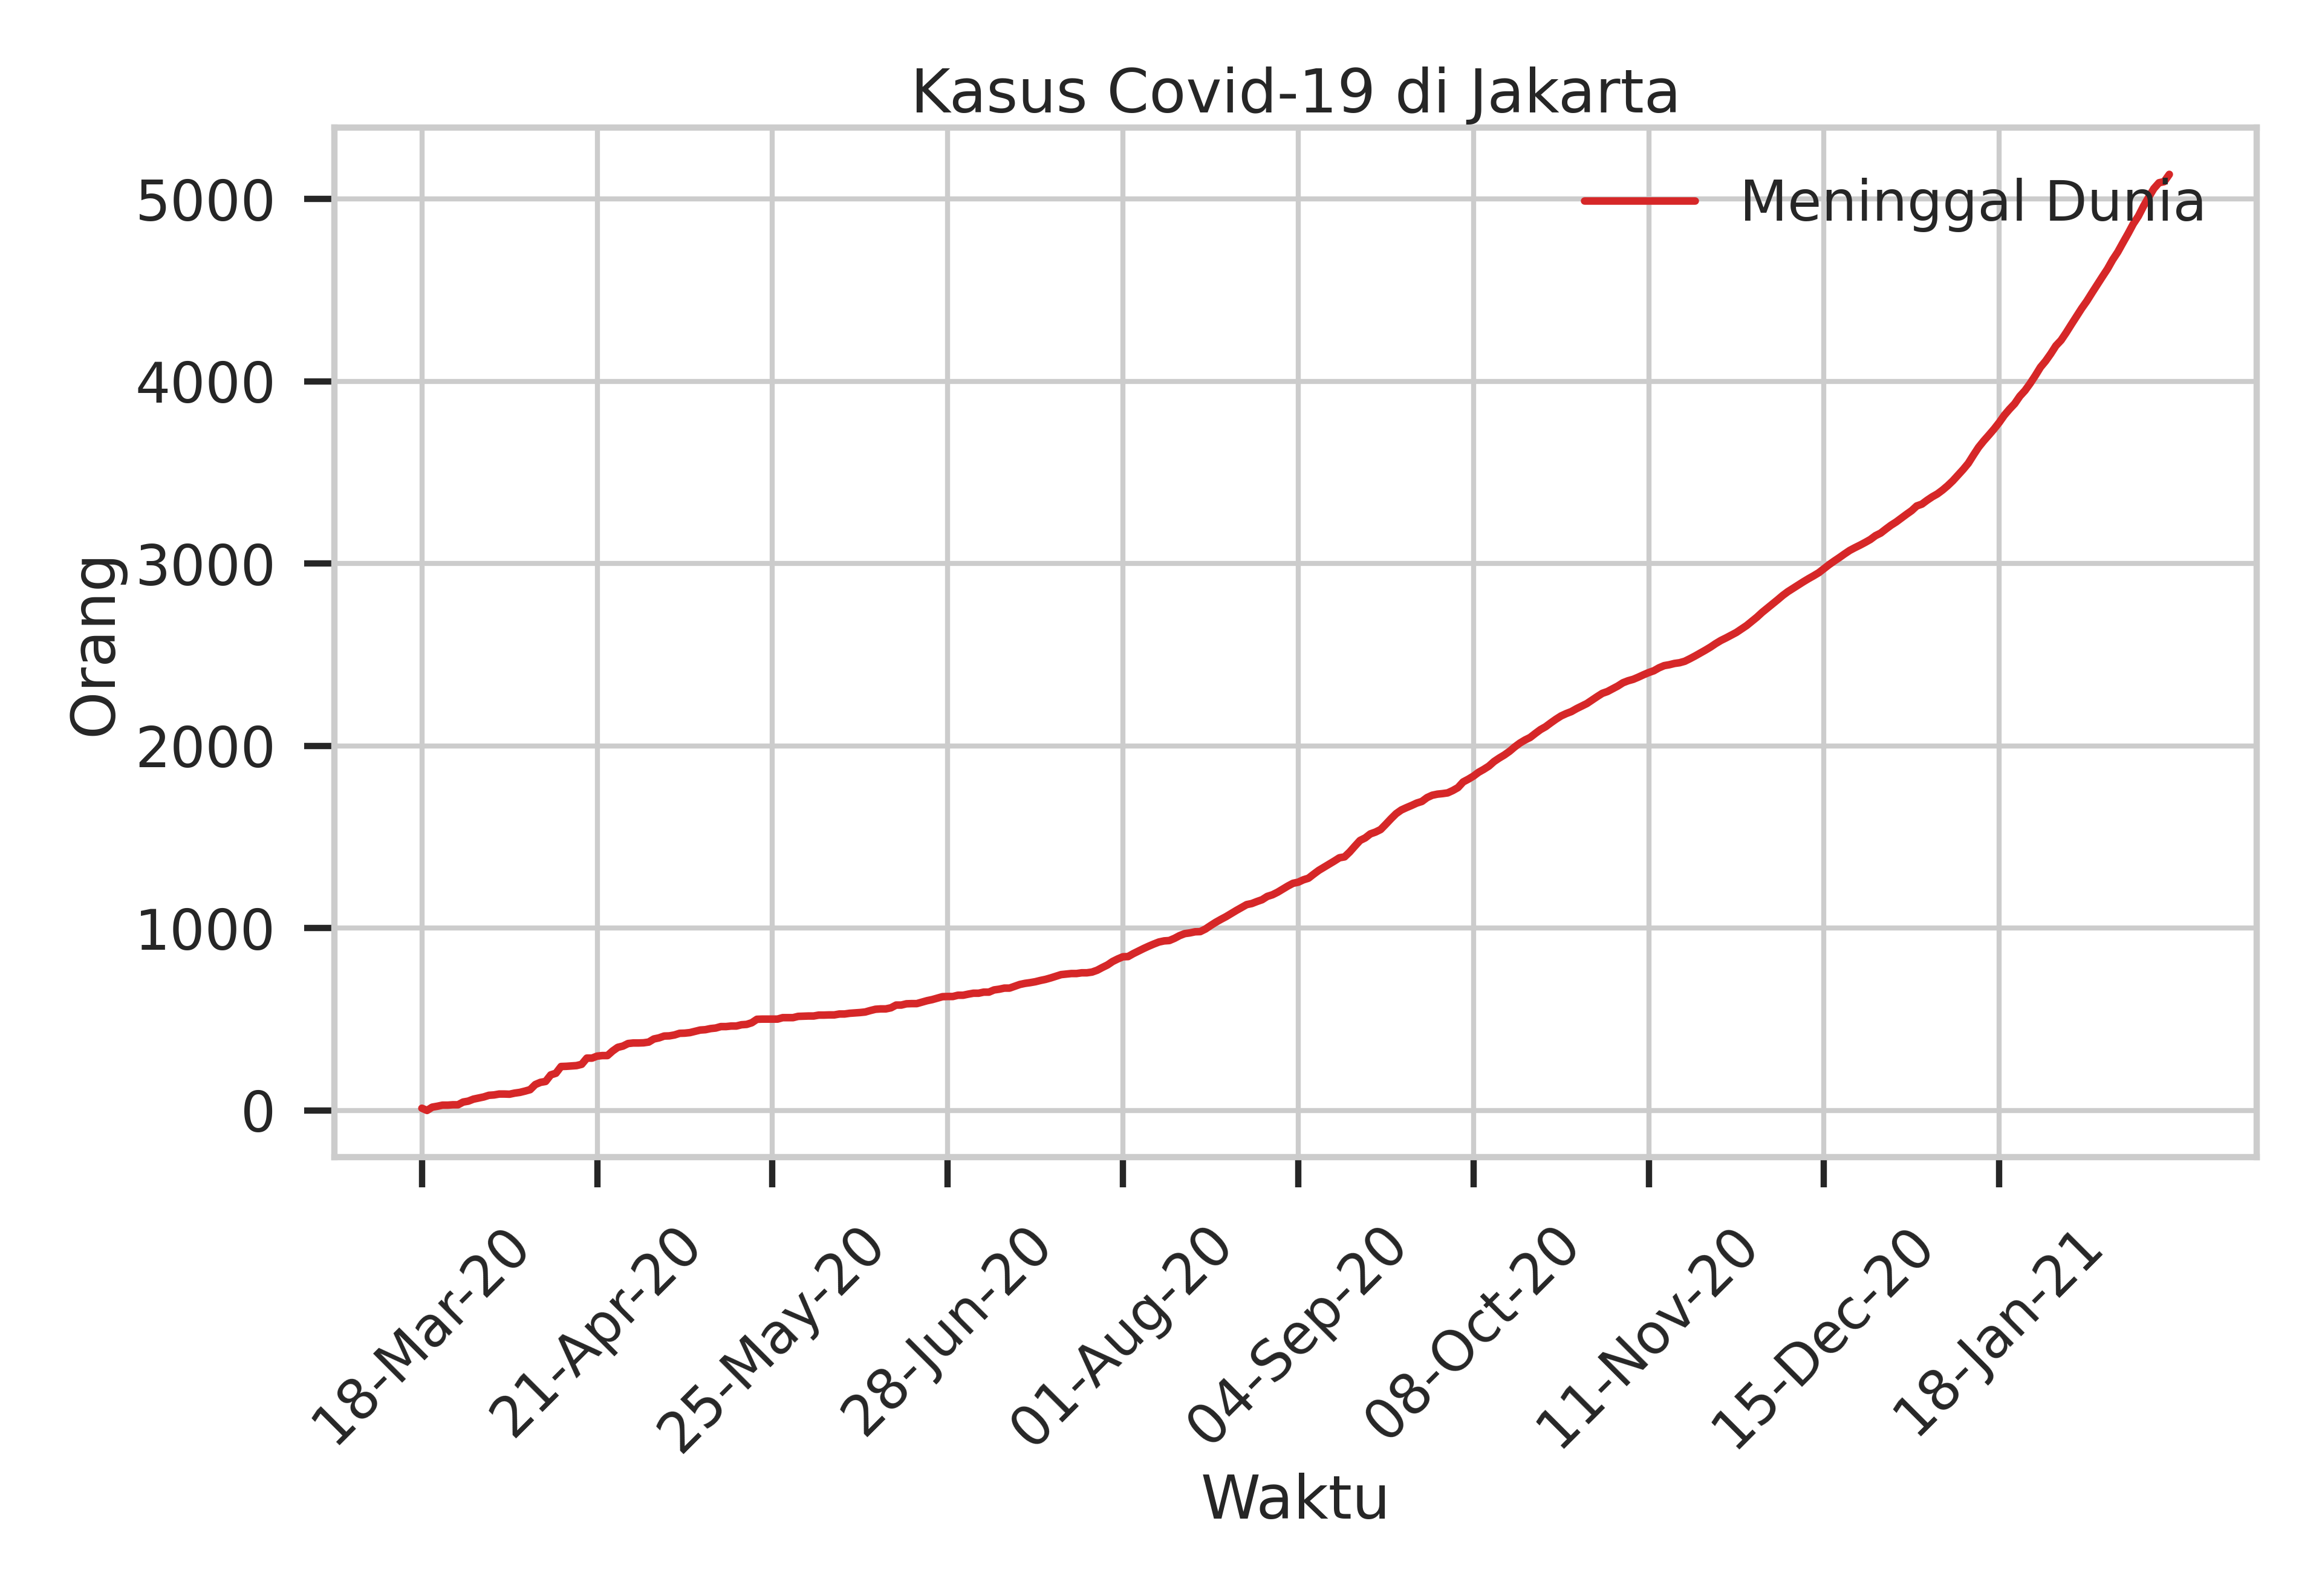 Kasus Covid-19 di Jakarta
Meninggal Dunia
Orang
5000
4000
3000
2000
1000
0
18-Mar-20
21-Apr-20
25-May-20
28-Jun-20
01-Aug-20
04-Sep-20
08-Oct-20
11-Nov-20
15-Dec-20
18-Jan-21
Waktu